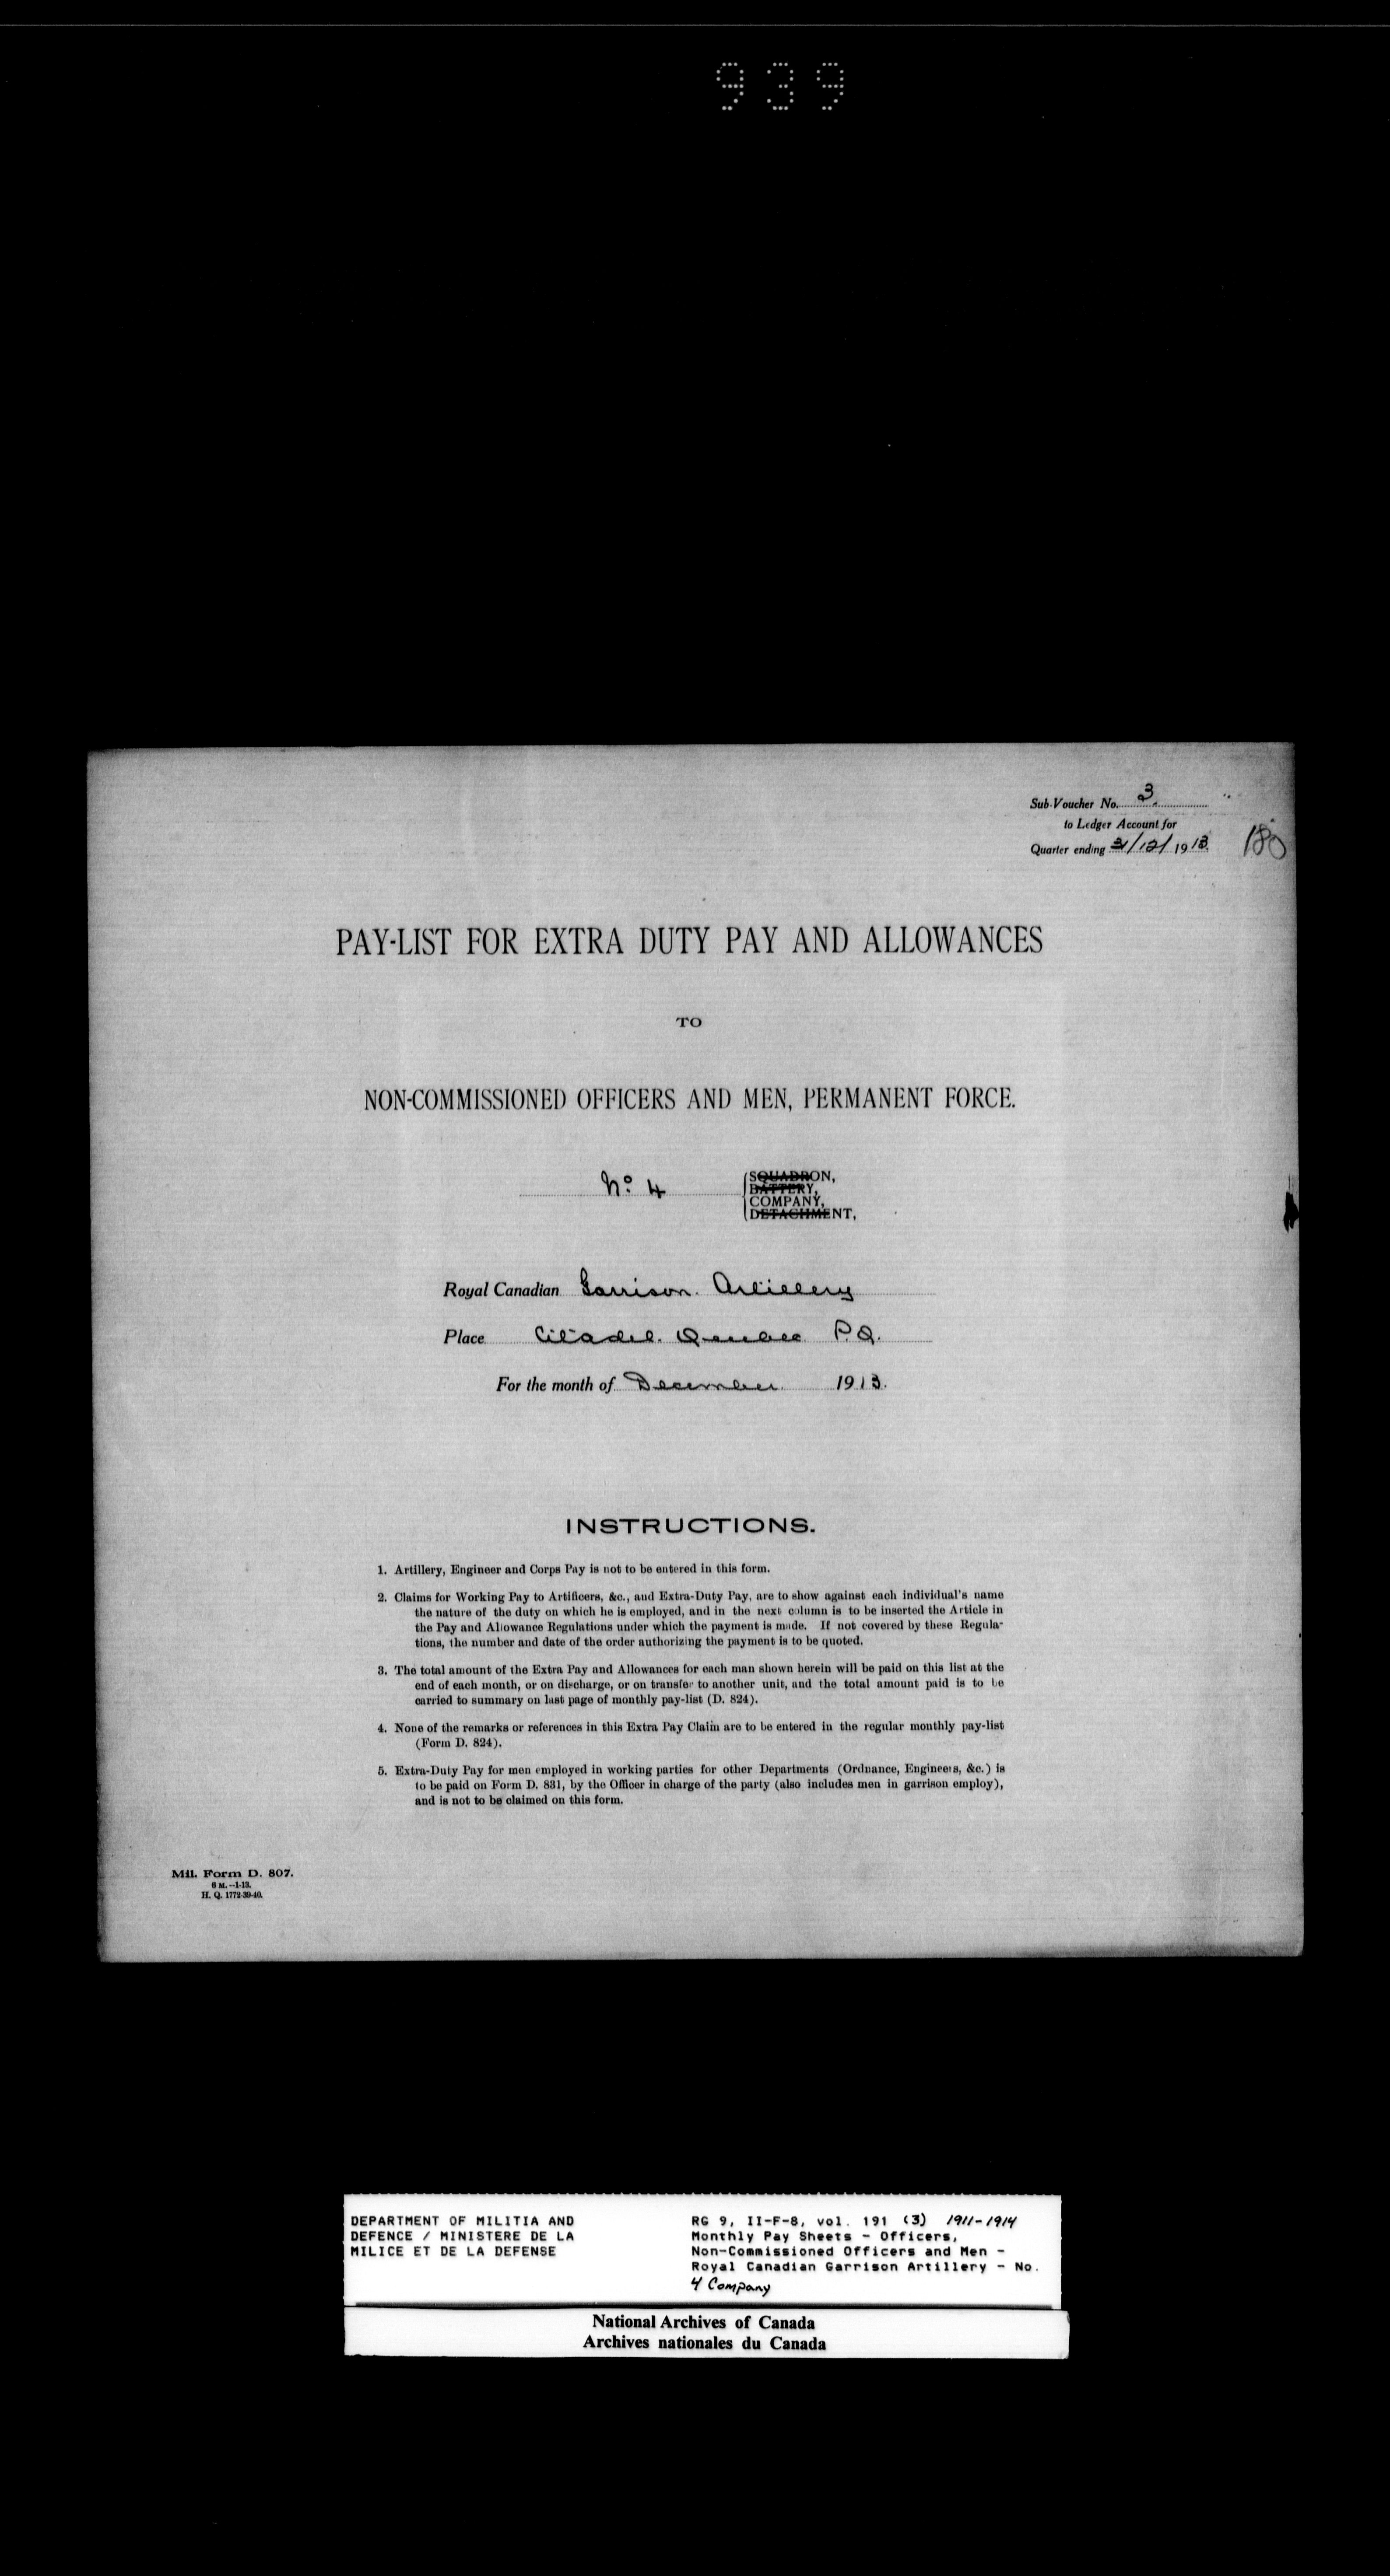 939
Sub-Voucher No. 3.
to Ledger Account for
Quarter ending 31/12/1913.
180
PAY-LIST FOR EXTRA DUTY PAY AND ALLOWANCES
TO
NON-COMMISSIONED OFFICERS AND MEN, PERMANENT FORCE.
No. 4
SQUADRON,
BATTERY,
COMPANY,
DETACHMENT,
Royal Canadian Garrison Artillery
Place Citadel. Quebec P.Q.
For the month of December 1913.
INSTRUCTIONS.
1. Artillery, Engineer and Corps Pay is not to be entered in this form.
2. Claims for Working Pay to Artificers, &c., and Extra-Duty Pay, are to show against each individual's name
the nature of the duty on which he is employed, and in the next column is to be inserted the Article in
the Pay and Allowance Regulations under which the payment is made. If not covered by these Regula-
tions, the number and date of the order authorizing the payment is to be quoted.
3. The total amount of the Extra Pay and Allowances for each man shown herein will be paid on this list at the
end of each month, or on discharge, or on transfer to another unit, and the total amount paid is to be
carried to summary on last page of monthly pay-list (D. 824).
4. None of the remarks or references in this Extra Pay Claim are to be entered in the regular monthly pay-list
(Form D. 824).
5. Extra-Duty Pay for men employed in working parties for other Departments (Ordnance, Engineers, &c.) is
to be paid on Form D. 831, by the Officer in charge of the party (also includes men in garrison employ),
and is not to be claimed on this form.
Mil. Form D. 807.
6 M.--1-13.
H. Q. 1772-39-40.
DEPARTMENT OF MILITIA AND
DEFENCE / MINISTERE DE LA
MILICE ET DE LA DEFENSE
RG 9, II-F-8, vol. 191 (3) 1911-1914
Monthly Pay Sheets - Officers,
Non-Commissioned Officers and Men -
Royal Canadian Garrison Artillery - No.
4 Company
National Archives of Canada
Archives nationales du Canada